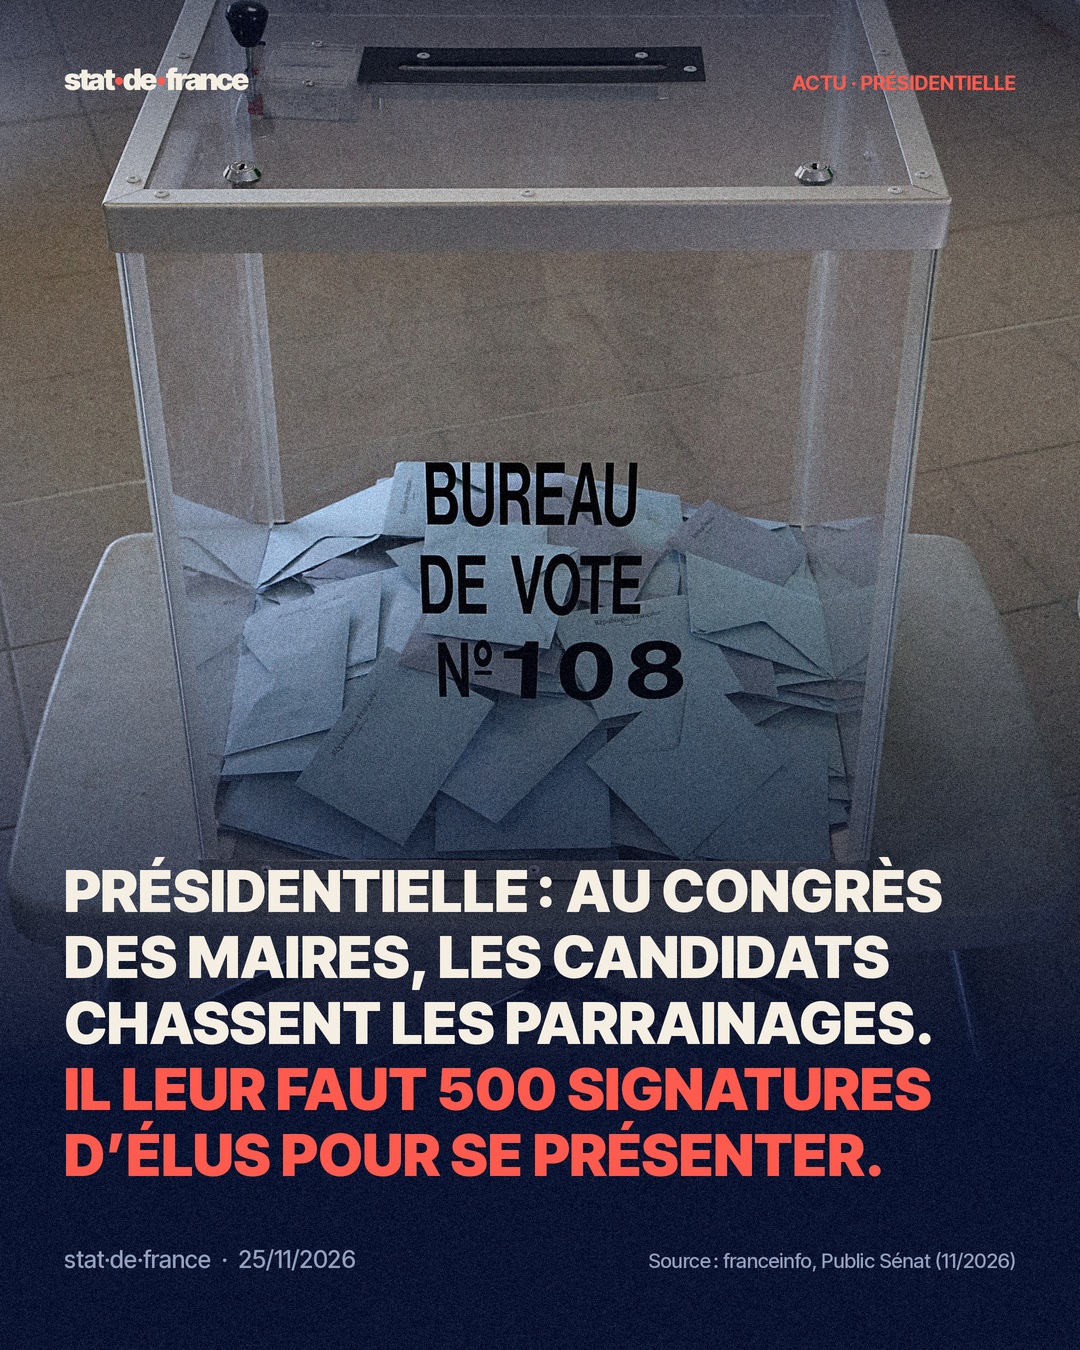 stat·de·france
ACTU · PRÉSIDENTIELLE
BUREAU
DE VOTE
Nº108
PRÉSIDENTIELLE : AU CONGRÈS
DES MAIRES, LES CANDIDATS
CHASSENT LES PARRAINAGES.
IL LEUR FAUT 500 SIGNATURES
D’ÉLUS POUR SE PRÉSENTER.
stat·de·france · 25/11/2026
Source : franceinfo, Public Sénat (11/2026)